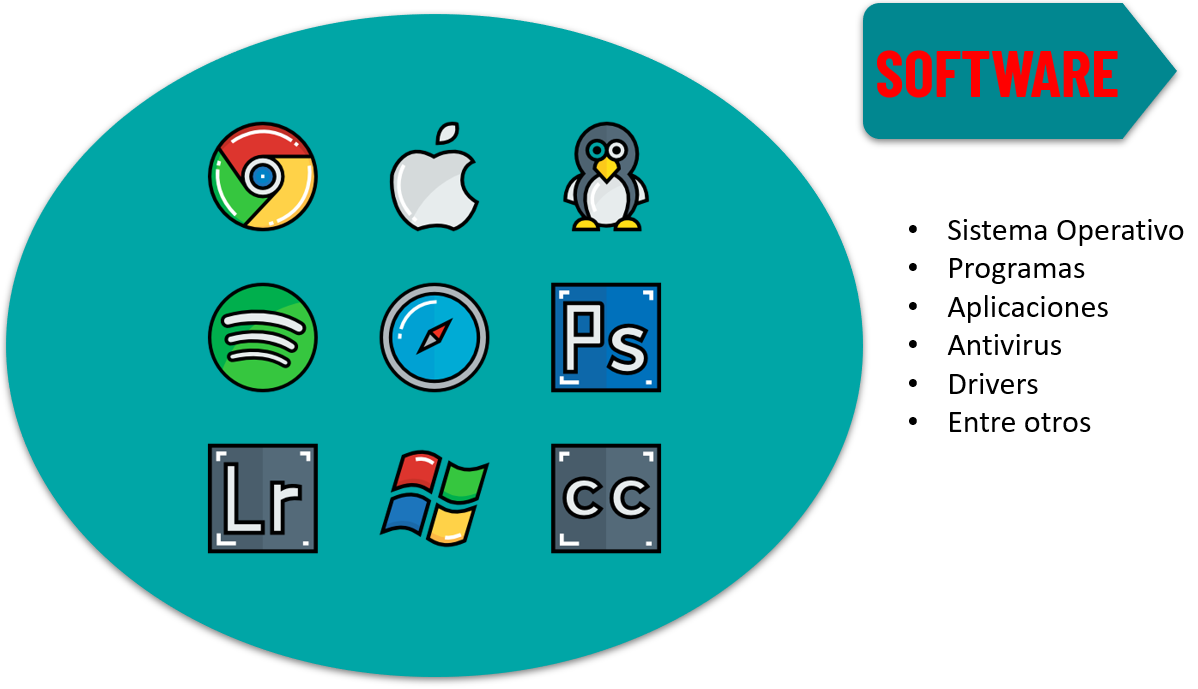 SOFTWARE
• Sistema Operativo
• Programas
• Aplicaciones
• Antivirus
• Drivers
• Entre otros
Ps
Lr
CC